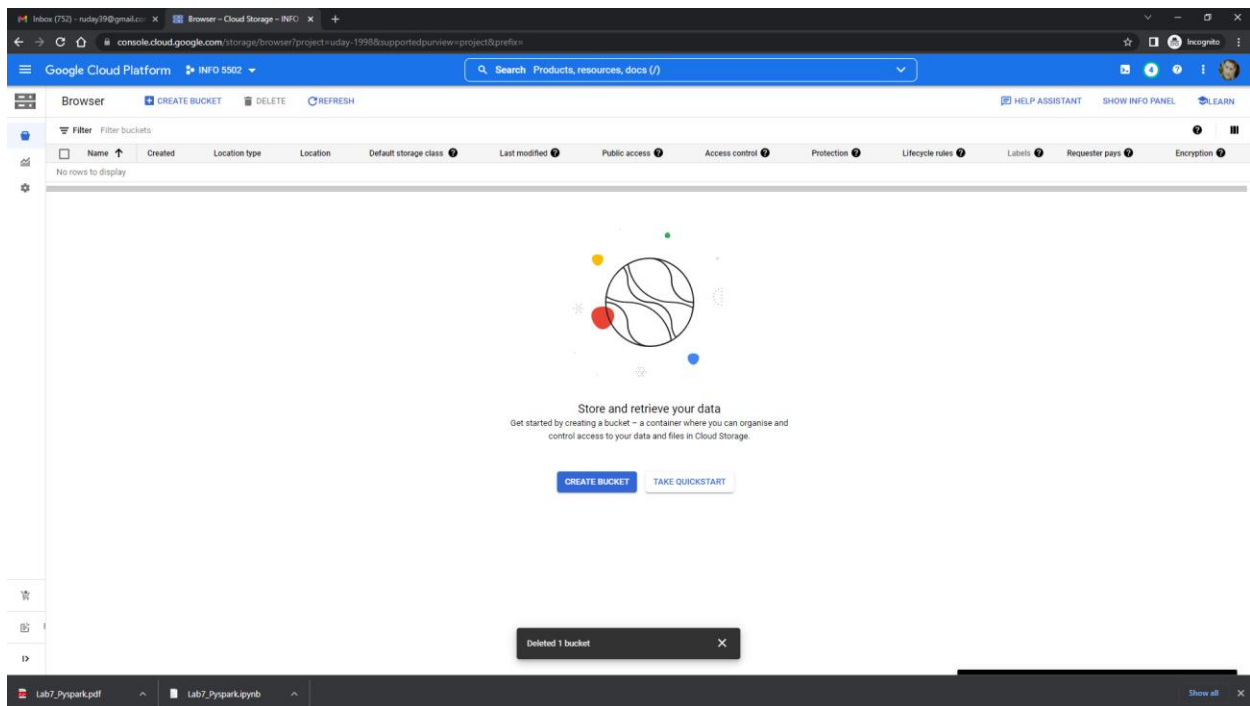 Inbox (752) - ruday39@gmail.co
Browser – Cloud Storage – INFO
console.cloud.google.com/storage/browser?project=uday-1998&supportedpurview=project&prefix=
Incognito
Google Cloud Platform
INFO 5502
Search Products, resources, docs (/)
4
Browser
CREATE BUCKET
DELETE
REFRESH
HELP ASSISTANT
SHOW INFO PANEL
LEARN
Filter Filter buckets
Name Created Location type Location Default storage class Last modified Public access Access control Protection Lifecycle rules Labels Requester pays Encryption
No rows to display
Store and retrieve your data
Get started by creating a bucket – a container where you can organise and
control access to your data and files in Cloud Storage.
CREATE BUCKET
TAKE QUICKSTART
Deleted 1 bucket
Lab7_Pyspark.pdf
Lab7_Pyspark.ipynb
Show all